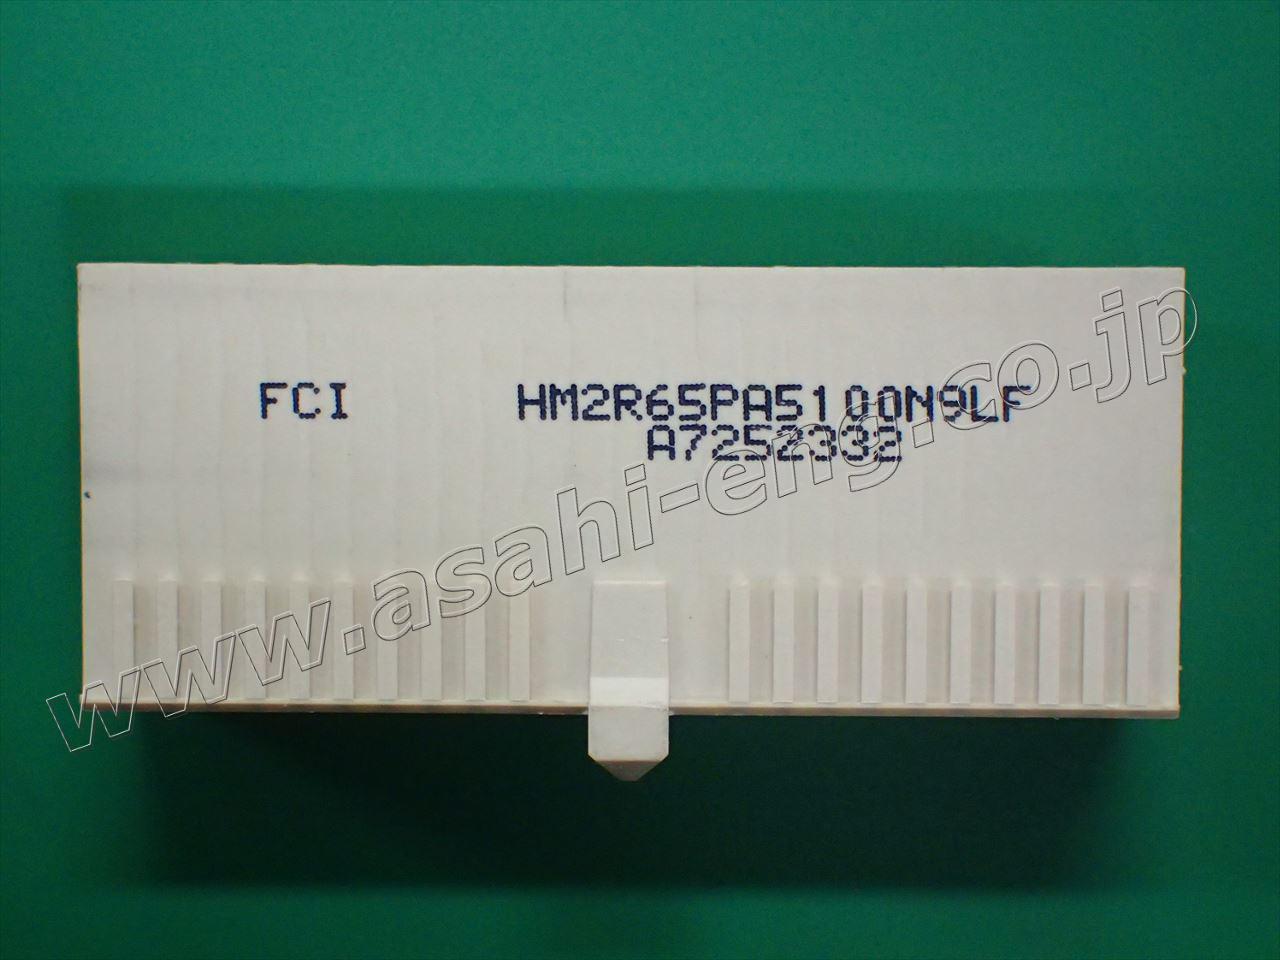 FCI HM2R65PA5100N9LF
A7252332
www.asahi-eng.co.jp